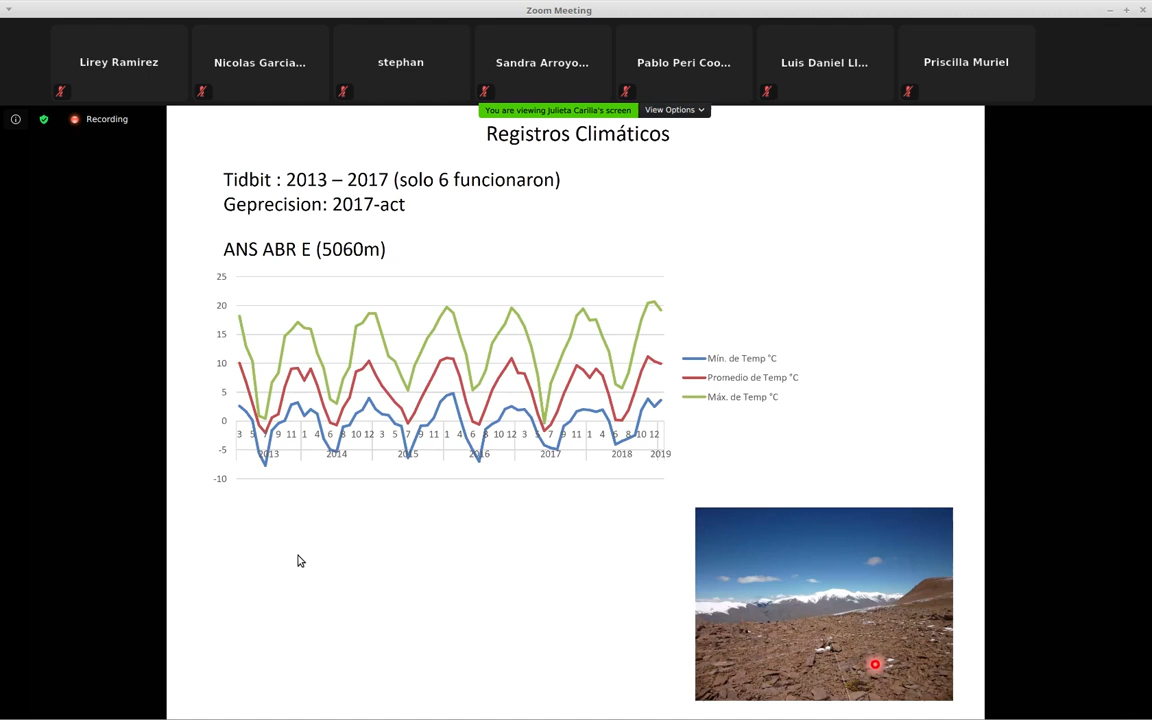 Zoom Meeting
Lirey Ramirez
Nicolas Garcia...
stephan
Sandra Arroyo...
Pablo Peri Coo...
Luis Daniel Ll...
Priscilla Muriel
You are viewing Julieta Carilla's screen
View Options
Recording
Registros Climáticos
Tidbit : 2013 – 2017 (solo 6 funcionaron)
Geprecision: 2017-act
ANS ABR E (5060m)
25
20
15
10
5
0
-5
-10
3 5 9 11 1 4 6 8 10 12 3 5 7 9 11 1 4 6 8 10 12 3 7 9 11 1 4 6 8 10 12
2013 2014 2015 2016 2017 2018 2019
Mín. de Temp °C
Promedio de Temp °C
Máx. de Temp °C